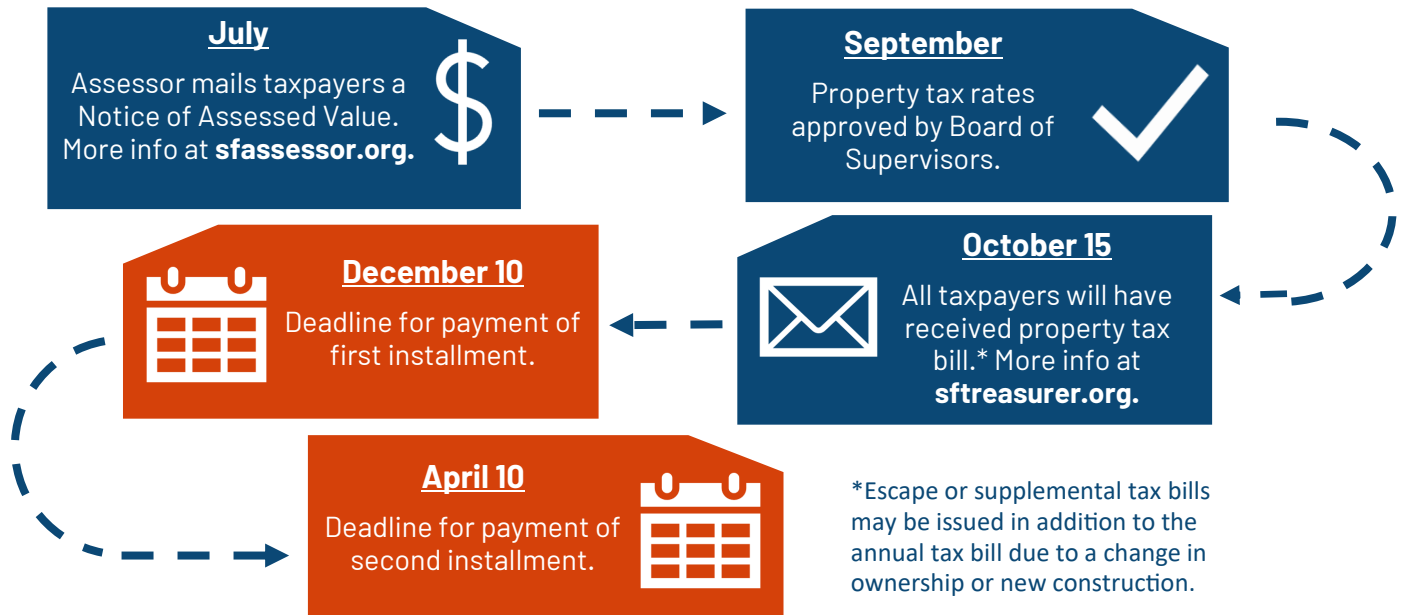 July
Assessor mails taxpayers a
Notice of Assessed Value.
More info at sfassessor.org.
September
Property tax rates
approved by Board of
Supervisors.
October 15
All taxpayers will have
received property tax
bill.* More info at
sftreasurer.org.
December 10
Deadline for payment of
first installment.
April 10
Deadline for payment of
second installment.
*Escape or supplemental tax bills
may be issued in addition to the
annual tax bill due to a change in
ownership or new construction.